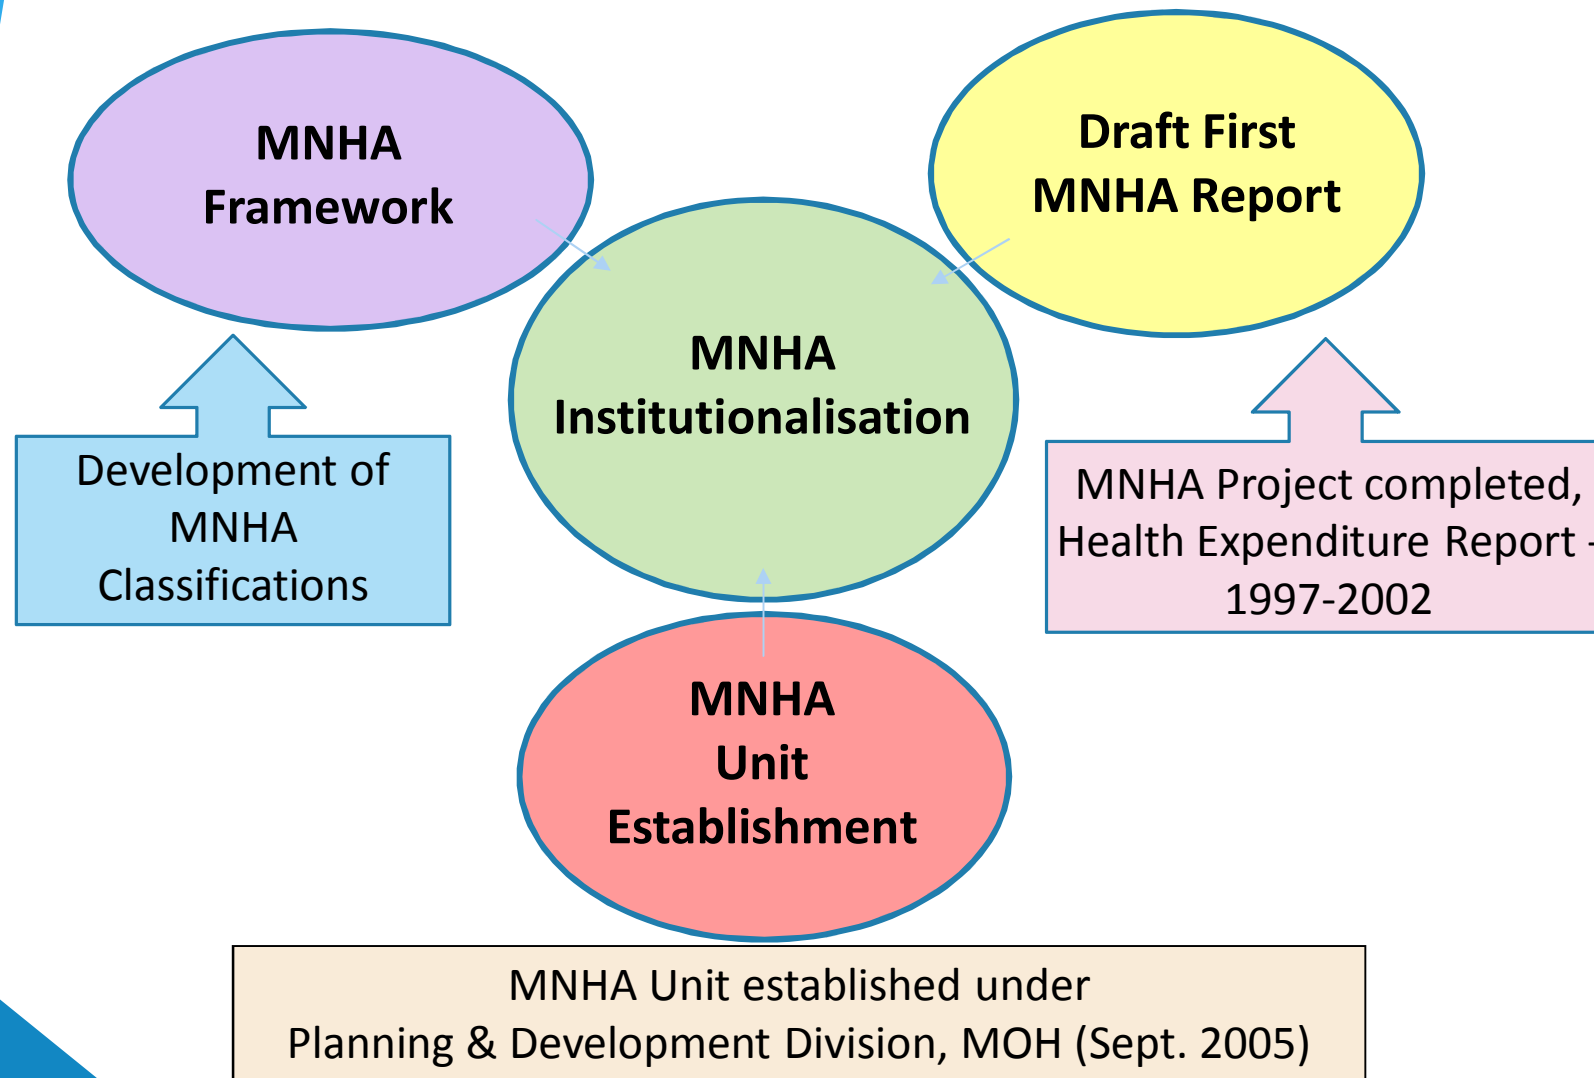 MNHA
Framework
Draft First
MNHA Report
MNHA
Institutionalisation
Development of
MNHA
Classifications
MNHA Project completed,
Health Expenditure Report -
1997-2002
MNHA
Unit
Establishment
MNHA Unit established under
Planning & Development Division, MOH (Sept. 2005)